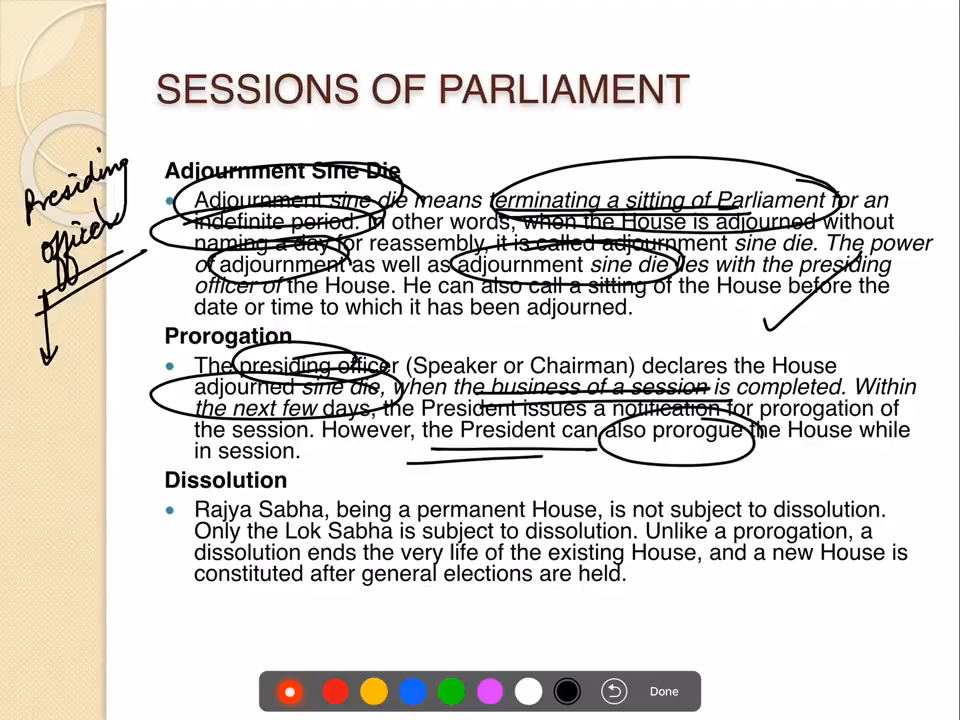 SESSIONS OF PARLIAMENT
Presiding
officer
Adjournment Sine Die
Adjournment sine die means terminating a sitting of Parliament for an
indefinite period. In other words, when the House is adjourned without
naming a day for reassembly, it is called adjournment sine die. The power
of adjournment as well as adjournment sine die lies with the presiding
officer of the House. He can also call a sitting of the House before the
date or time to which it has been adjourned.
Prorogation
The presiding officer (Speaker or Chairman) declares the House
adjourned sine die, when the business of a session is completed. Within
the next few days, the President issues a notification for prorogation of
the session. However, the President can also prorogue the House while
in session.
Dissolution
Rajya Sabha, being a permanent House, is not subject to dissolution.
Only the Lok Sabha is subject to dissolution. Unlike a prorogation, a
dissolution ends the very life of the existing House, and a new House is
constituted after general elections are held.
Done